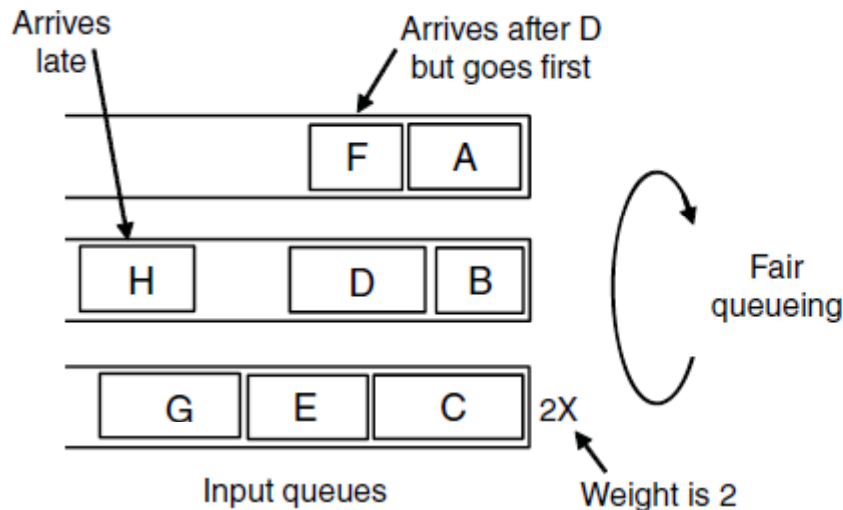 Arrives
late
Arrives after D
but goes first
F A
H D B
G E C 2X
Fair
queueing
Input queues
Weight is 2